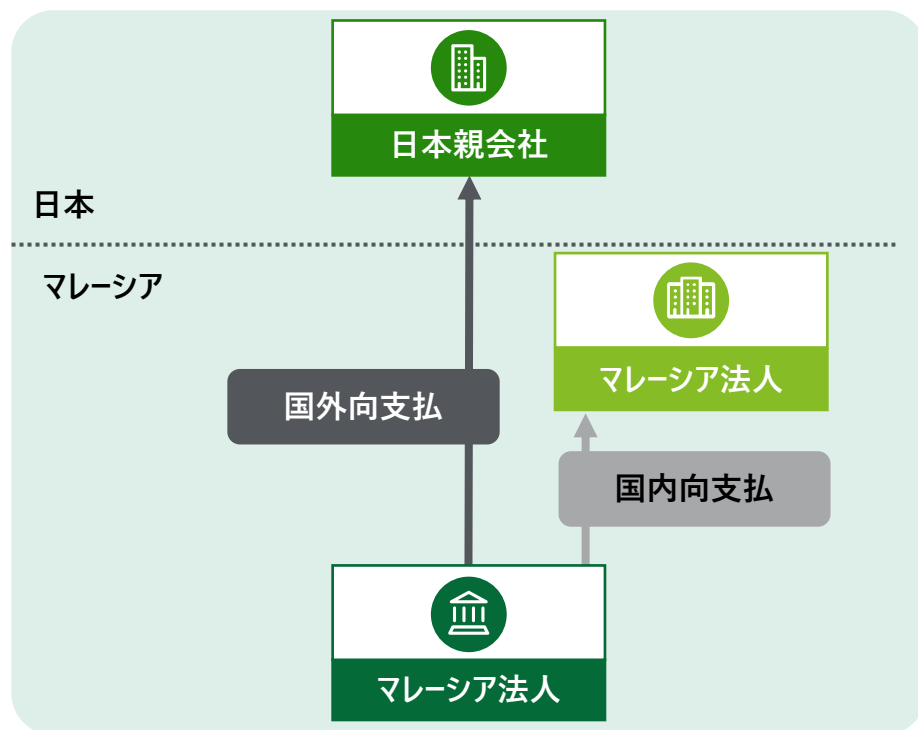 日本親会社
日本
マレーシア
マレーシア法人
国外向支払
国内向支払
マレーシア法人